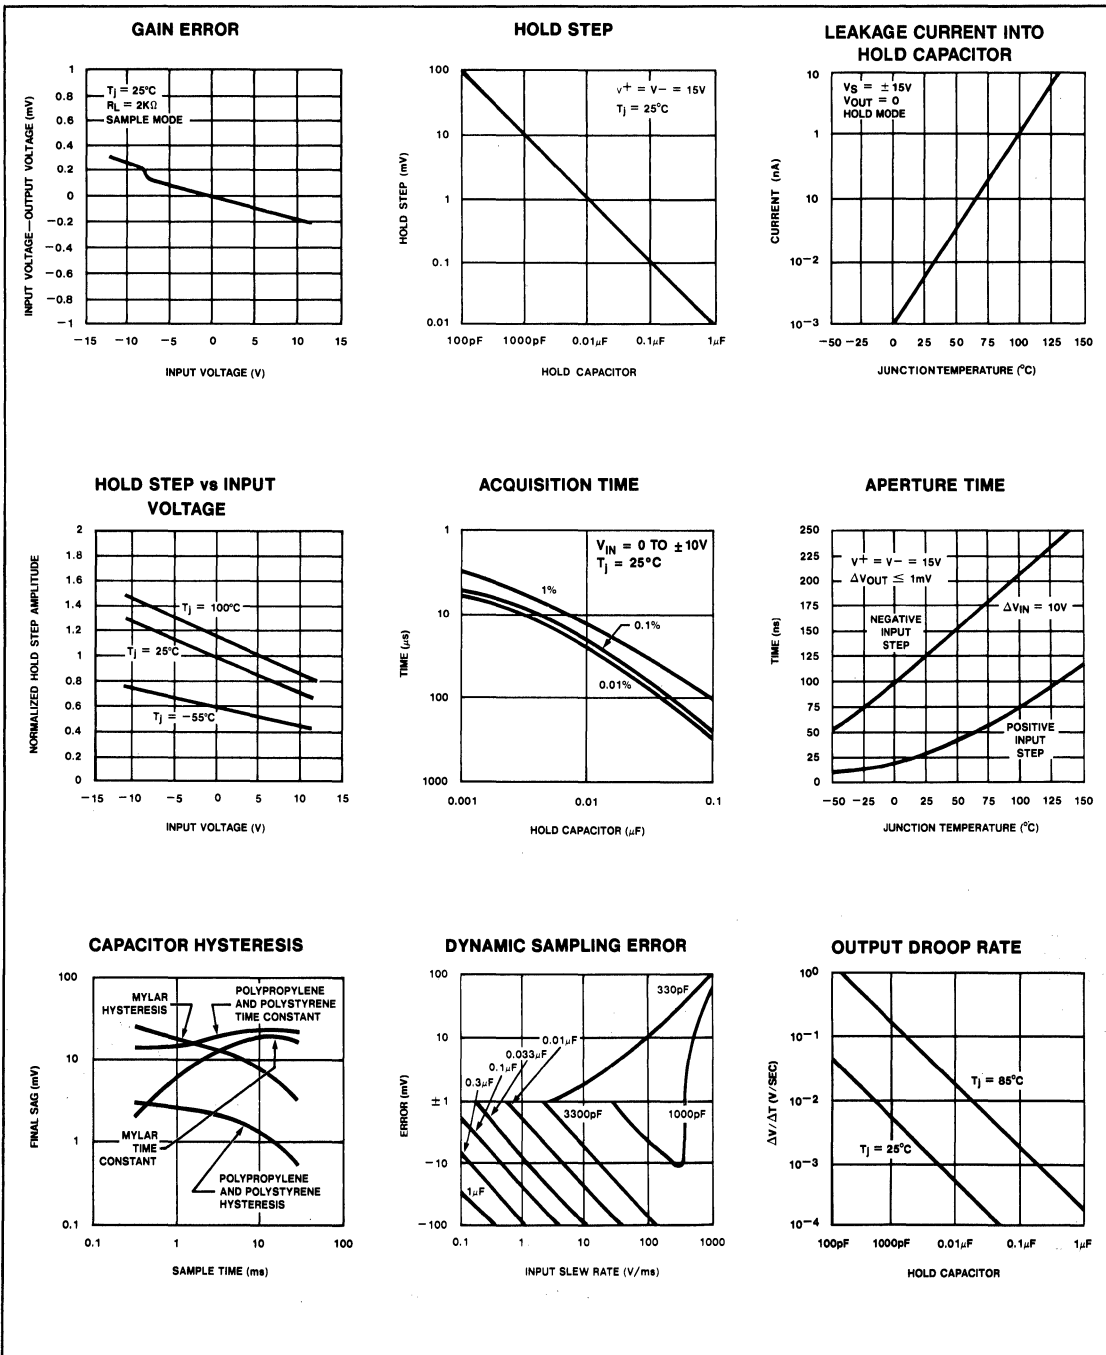 GAIN ERROR
INPUT VOLTAGE—OUTPUT VOLTAGE (mV)
1
0.8
0.6
0.4
0.2
0
−0.2
−0.4
−0.6
−0.8
−1
Tj = 25°C
RL = 2KΩ
SAMPLE MODE
−15 −10 −5 0 5 10 15
INPUT VOLTAGE (V)
HOLD STEP
HOLD STEP (mV)
100
10
1
0.1
0.01
V+ = V− = 15V
Tj = 25°C
100pF 1000pF 0.01µF 0.1µF 1µF
HOLD CAPACITOR
LEAKAGE CURRENT INTO
HOLD CAPACITOR
CURRENT (nA)
10
1
10
10−2
10−3
VS = ±15V
VOUT = 0
HOLD MODE
−50 −25 0 25 50 75 100 125 150
JUNCTION TEMPERATURE (°C)
HOLD STEP vs INPUT
VOLTAGE
NORMALIZED HOLD STEP AMPLITUDE
2
1.8
1.6
1.4
1.2
1
0.8
0.6
0.4
0.2
0
Tj = 100°C
Tj = 25°C
Tj = −55°C
−15 −10 −5 0 5 10 15
INPUT VOLTAGE (V)
ACQUISITION TIME
TIME (µs)
1
10
100
1000
VIN = 0 TO ±10V
Tj = 25°C
1%
0.1%
0.01%
0.001 0.01 0.1
HOLD CAPACITOR (µF)
APERTURE TIME
TIME (ns)
250
225
200
175
150
125
100
75
50
25
0
V+ = V− = 15V
ΔVOUT ≤ 1mV
ΔVIN = 10V
NEGATIVE
INPUT
STEP
POSITIVE
INPUT
STEP
−50 −25 0 25 50 75 100 125 150
JUNCTION TEMPERATURE (°C)
CAPACITOR HYSTERESIS
FINAL SAG (mV)
100
10
1
0.1
MYLAR
HYSTERESIS
POLYPROPYLENE
AND POLYSTYRENE
TIME CONSTANT
MYLAR
TIME
CONSTANT
POLYPROPYLENE
AND POLYSTYRENE
HYSTERESIS
0.1 1 10 100
SAMPLE TIME (ms)
DYNAMIC SAMPLING ERROR
ERROR (mV)
100
10
±1
−10
−100
330pF
0.01µF
0.033µF
0.1µF
0.3µF
1µF
3300pF
1000pF
0.1 1 10 100 1000
INPUT SLEW RATE (V/ms)
OUTPUT DROOP RATE
ΔV/ΔT (V/SEC)
100
10−1
10−2
10−3
10−4
Tj = 85°C
Tj = 25°C
100pF 1000pF 0.01µF 0.1µF 1µF
HOLD CAPACITOR